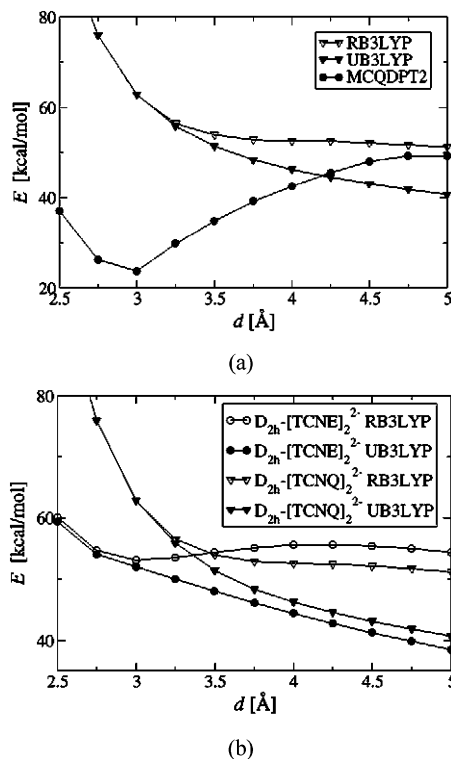 80
60
40
20
E [kcal/mol]
RB3LYP
UB3LYP
MCQDPT2
2.5 3 3.5 4 4.5 5
d [Å]
(a)
80
60
40
E [kcal/mol]
D2h-[TCNE]2 2- RB3LYP
D2h-[TCNE]2 2- UB3LYP
D2h-[TCNQ]2 2- RB3LYP
D2h-[TCNQ]2 2- UB3LYP
2.5 3 3.5 4 4.5 5
d [Å]
(b)